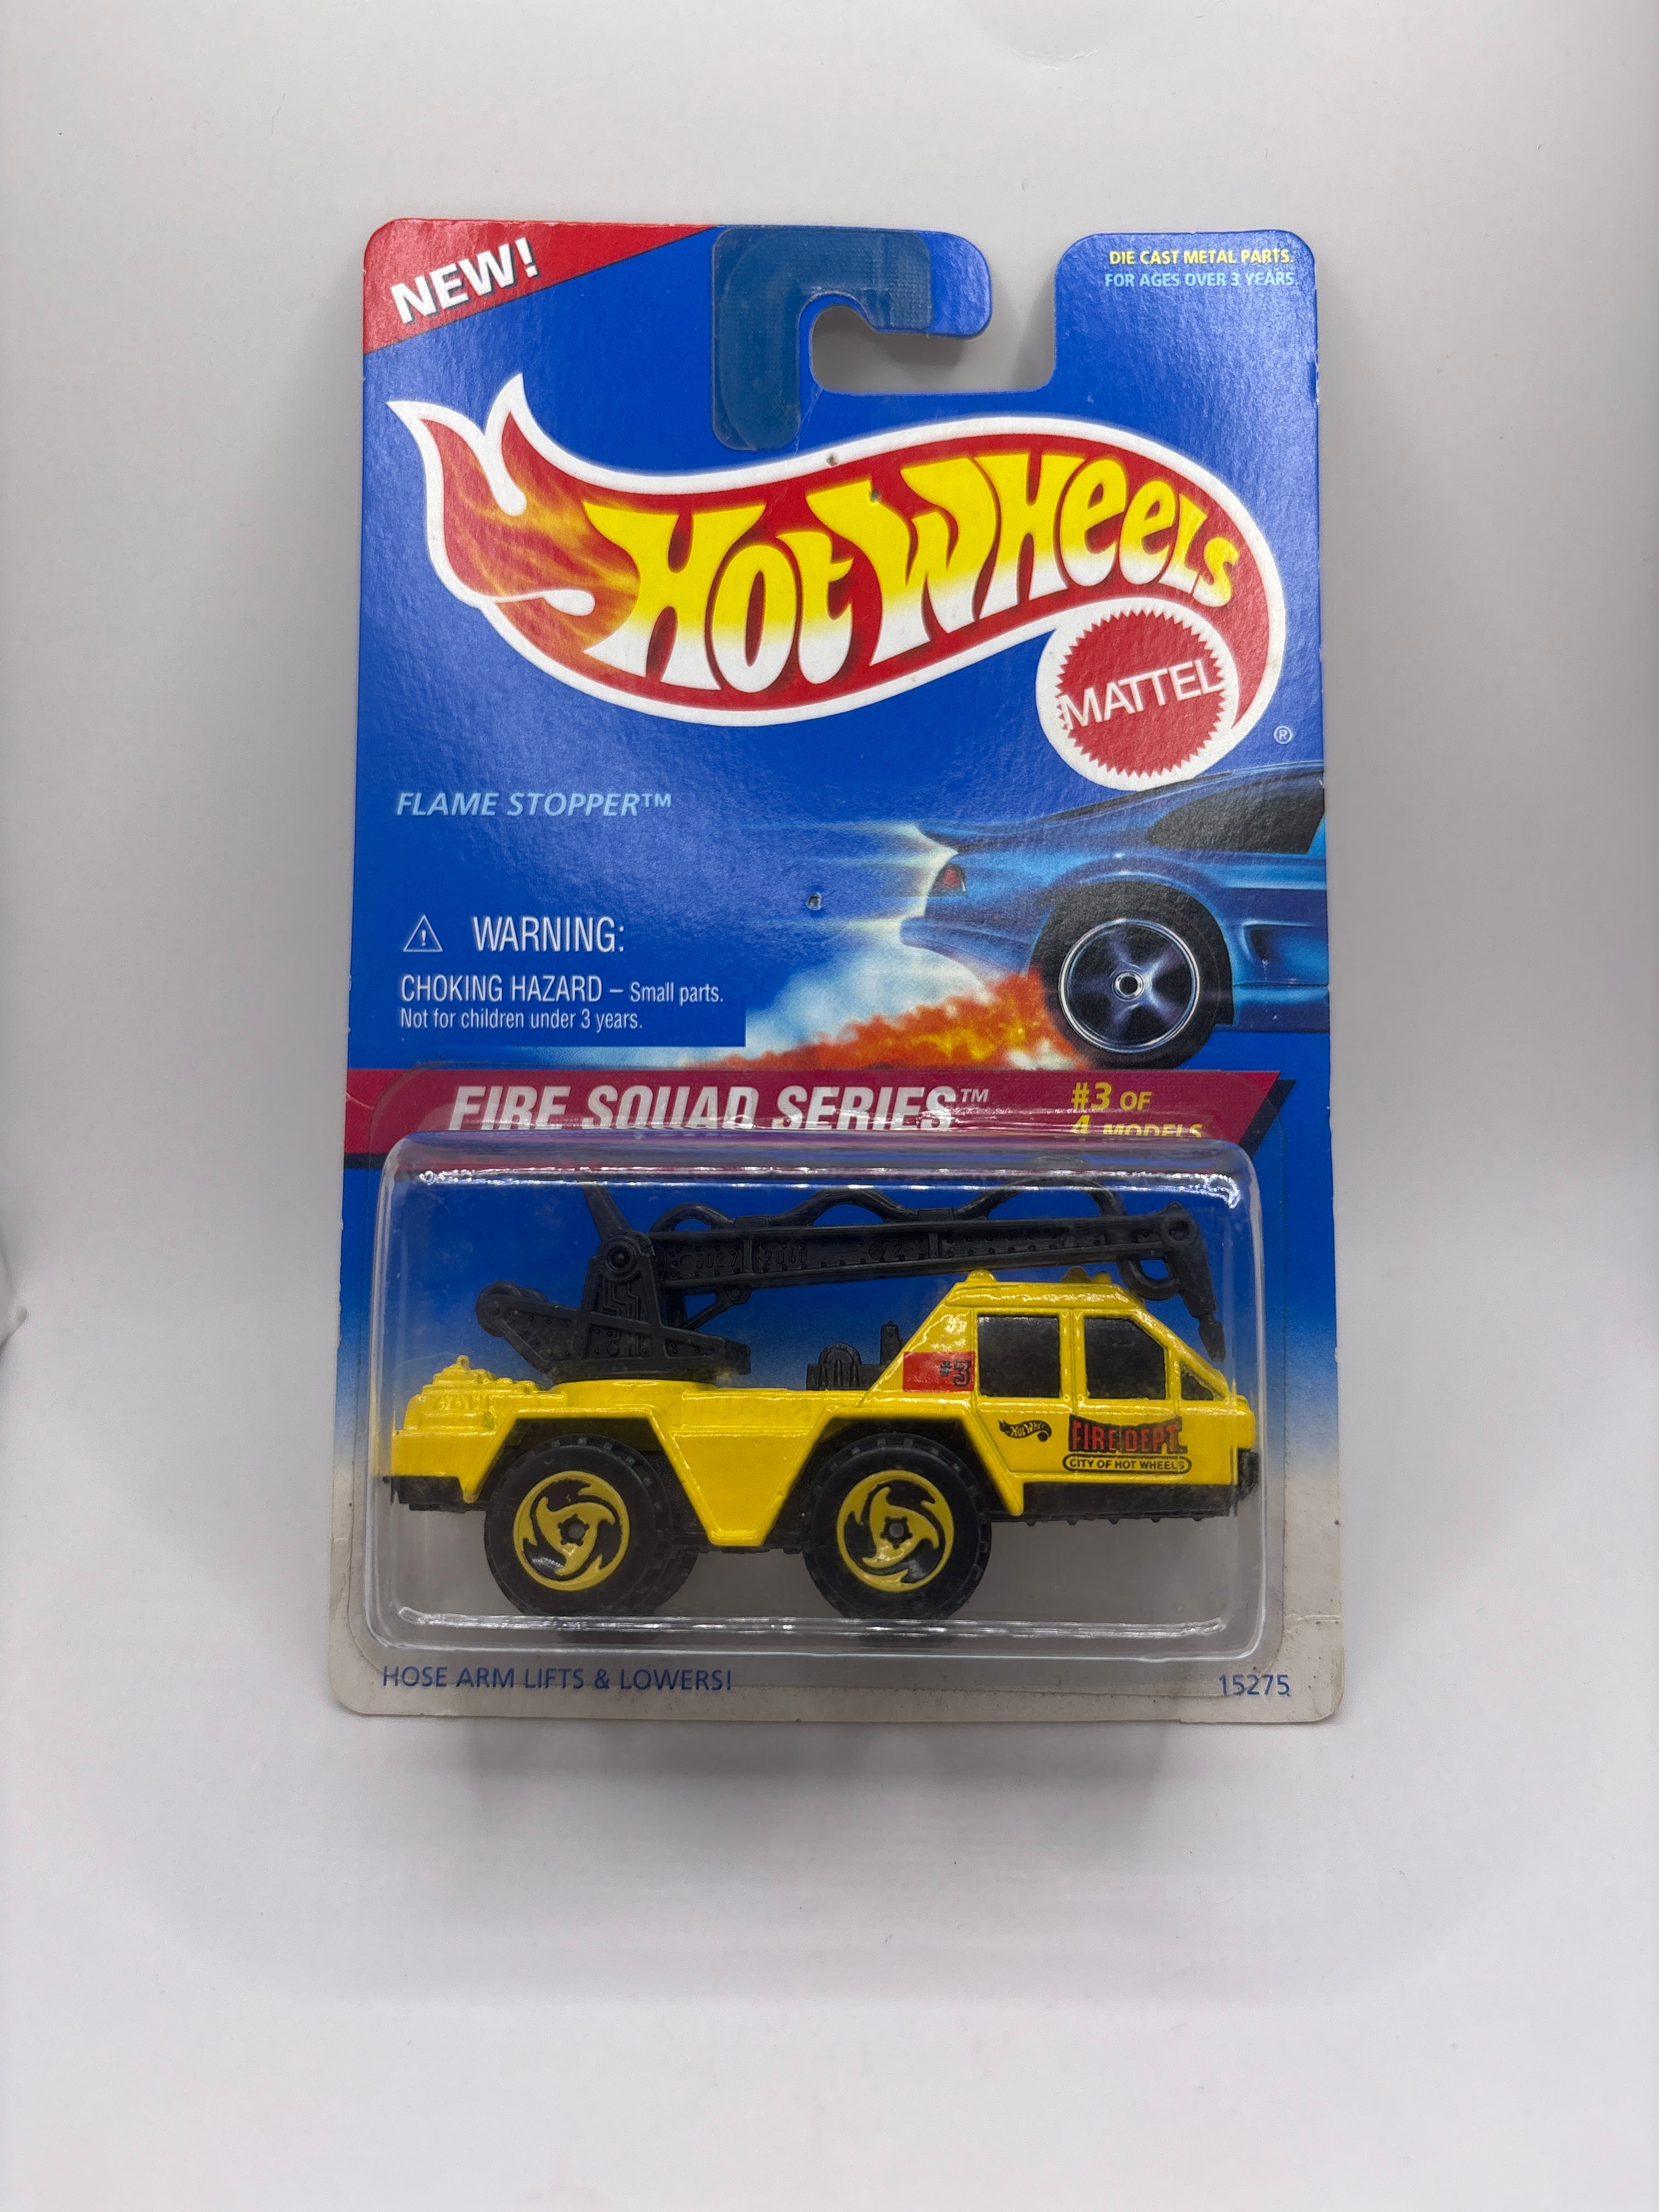 NEW!
DIE CAST METAL PARTS.
FOR AGES OVER 3 YEARS.
HOT WHEELS
MATTEL
®
FLAME STOPPER™
WARNING:
CHOKING HAZARD – Small parts.
Not for children under 3 years.
FIRE SQUAD SERIES™
#3 OF
4 MODELS
#3
HOT WHEELS
FIRE DEPT.
CITY OF HOT WHEELS
HOSE ARM LIFTS & LOWERS!
15275